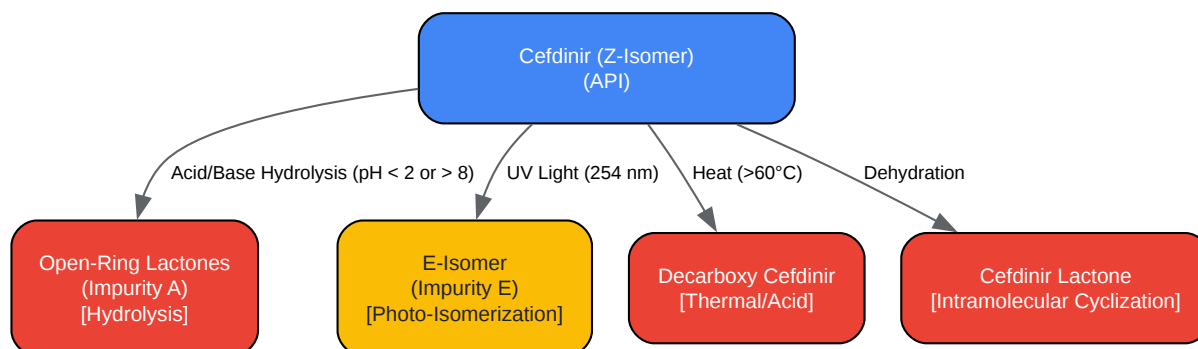 Cefdinir (Z-Isomer)
(API)
Acid/Base Hydrolysis (pH < 2 or > 8)
UV Light (254 nm)
Heat (>60°C)
Dehydration
Open-Ring Lactones
(Impurity A)
[Hydrolysis]
E-Isomer
(Impurity E)
[Photo-Isomerization]
Decarboxy Cefdinir
[Thermal/Acid]
Cefdinir Lactone
[Intramolecular Cyclization]